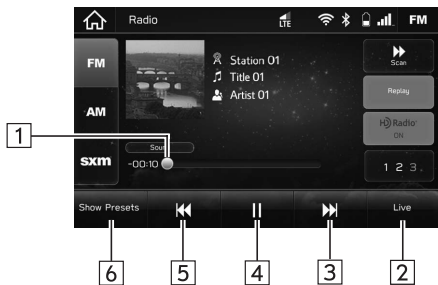 Radio LTE FM
FM
AM
sxm
Station 01
Title 01
Artist 01
Scan
Replay
HD Radio
ON
1 2 3
Sou
-00:10
Show Presets
Live
1
6 5 4 3 2